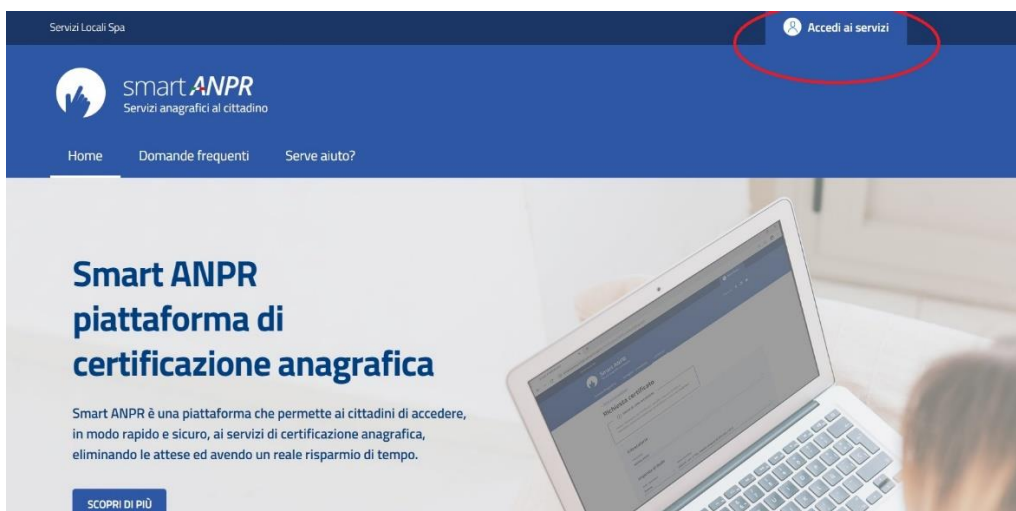 Servizi Locali Spa
Accedi ai servizi
smart ANPR
Servizi anagrafici al cittadino
Home Domande frequenti Serve aiuto?
Smart ANPR
piattaforma di
certificazione anagrafica
Smart ANPR è una piattaforma che permette ai cittadini di accedere,
in modo rapido e sicuro, ai servizi di certificazione anagrafica,
eliminando le attese ed avendo un reale risparmio di tempo.
SCOPRI DI PIÙ
Richiesta certificato